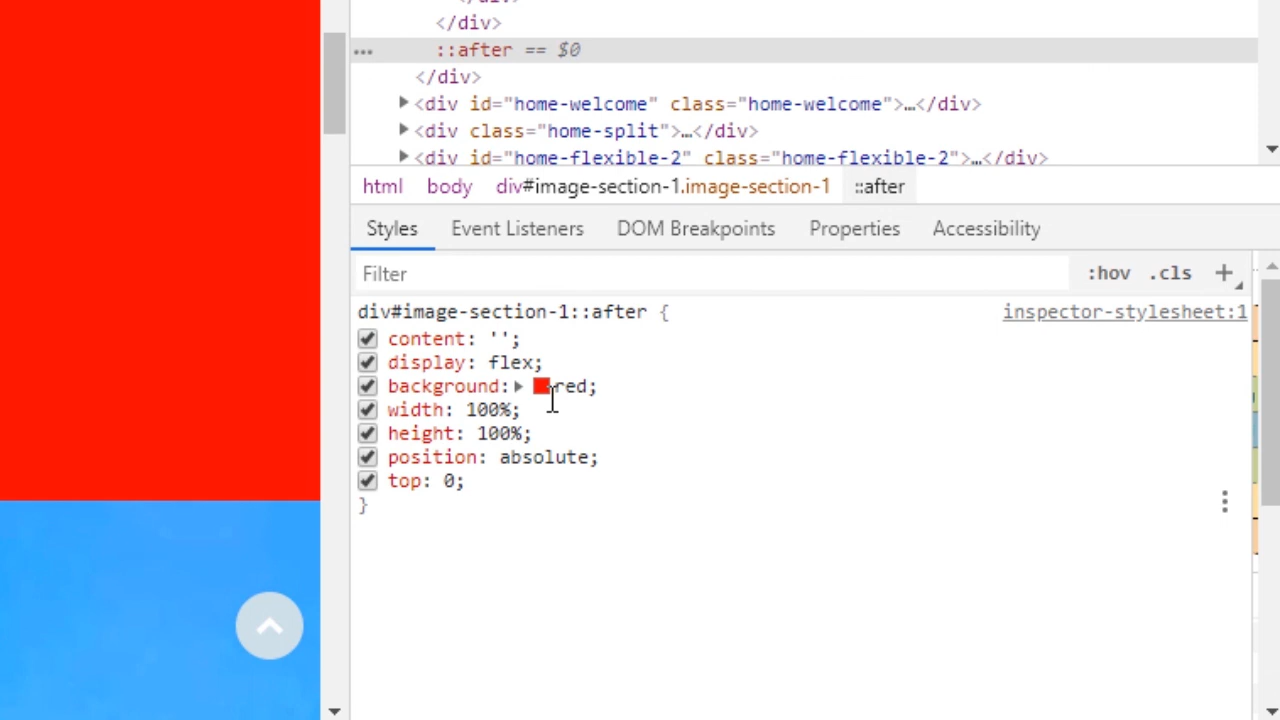 </div>
</div>
::after == $0
</div>
<div id="home-welcome" class="home-welcome">…</div>
<div class="home-split">…</div>
<div id="home-flexible-2" class="home-flexible-2">…</div>
html body div#image-section-1.image-section-1 ::after
Styles Event Listeners DOM Breakpoints Properties Accessibility
Filter :hov .cls +
div#image-section-1::after { inspector-stylesheet:1
content: '';
display: flex;
background: red;
width: 100%;
height: 100%;
position: absolute;
top: 0;
}